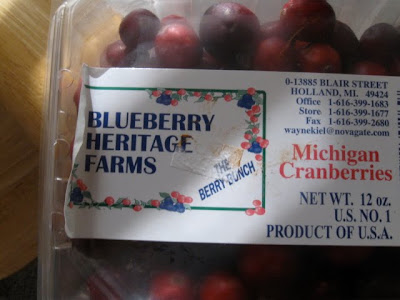 BLUEBERRY
HERITAGE
FARMS
THE
BERRY BUNCH
0-13885 BLAIR STREET
HOLLAND, MI. 49424
Office 1-616-399-1683
Store 1-616-399-1677
Fax 1-616-399-2680
waynekiel@novagate.com
Michigan
Cranberries
NET WT. 12 oz.
U.S. NO. 1
PRODUCT OF U.S.A.